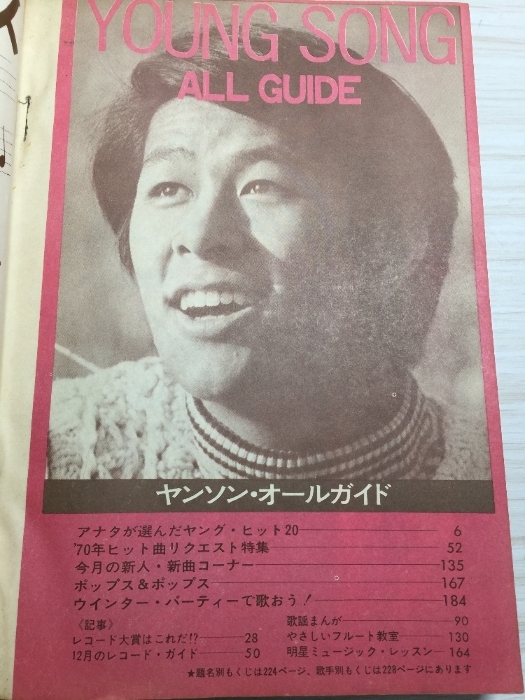 YOUNG SONG
ALL GUIDE
ヤンソン・オールガイド
アナタが選んだヤング・ヒット20 6
'70年ヒット曲リクエスト特集 52
今月の新人・新曲コーナー 135
ポップス&ポップス 167
ウインター・パーティーで歌おう! 184
〈記事〉
レコード大賞はこれだ!? 28
12月のレコード・ガイド 50
歌謡まんが 90
やさしいフルート教室 130
明星ミュージック・レッスン 164
★題名別もくじは224ページ、歌手別もくじは228ページにあります